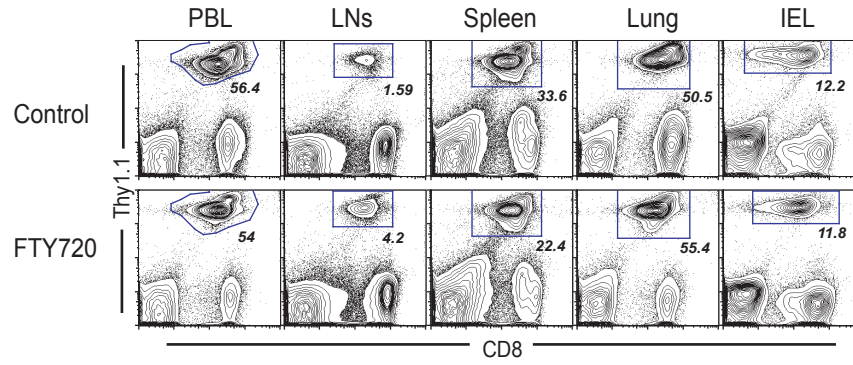 PBL LNs Spleen Lung IEL
Control
56.4 1.59 33.6 50.5 12.2
Thy1.1
FTY720
54 4.2 22.4 55.4 11.8
CD8